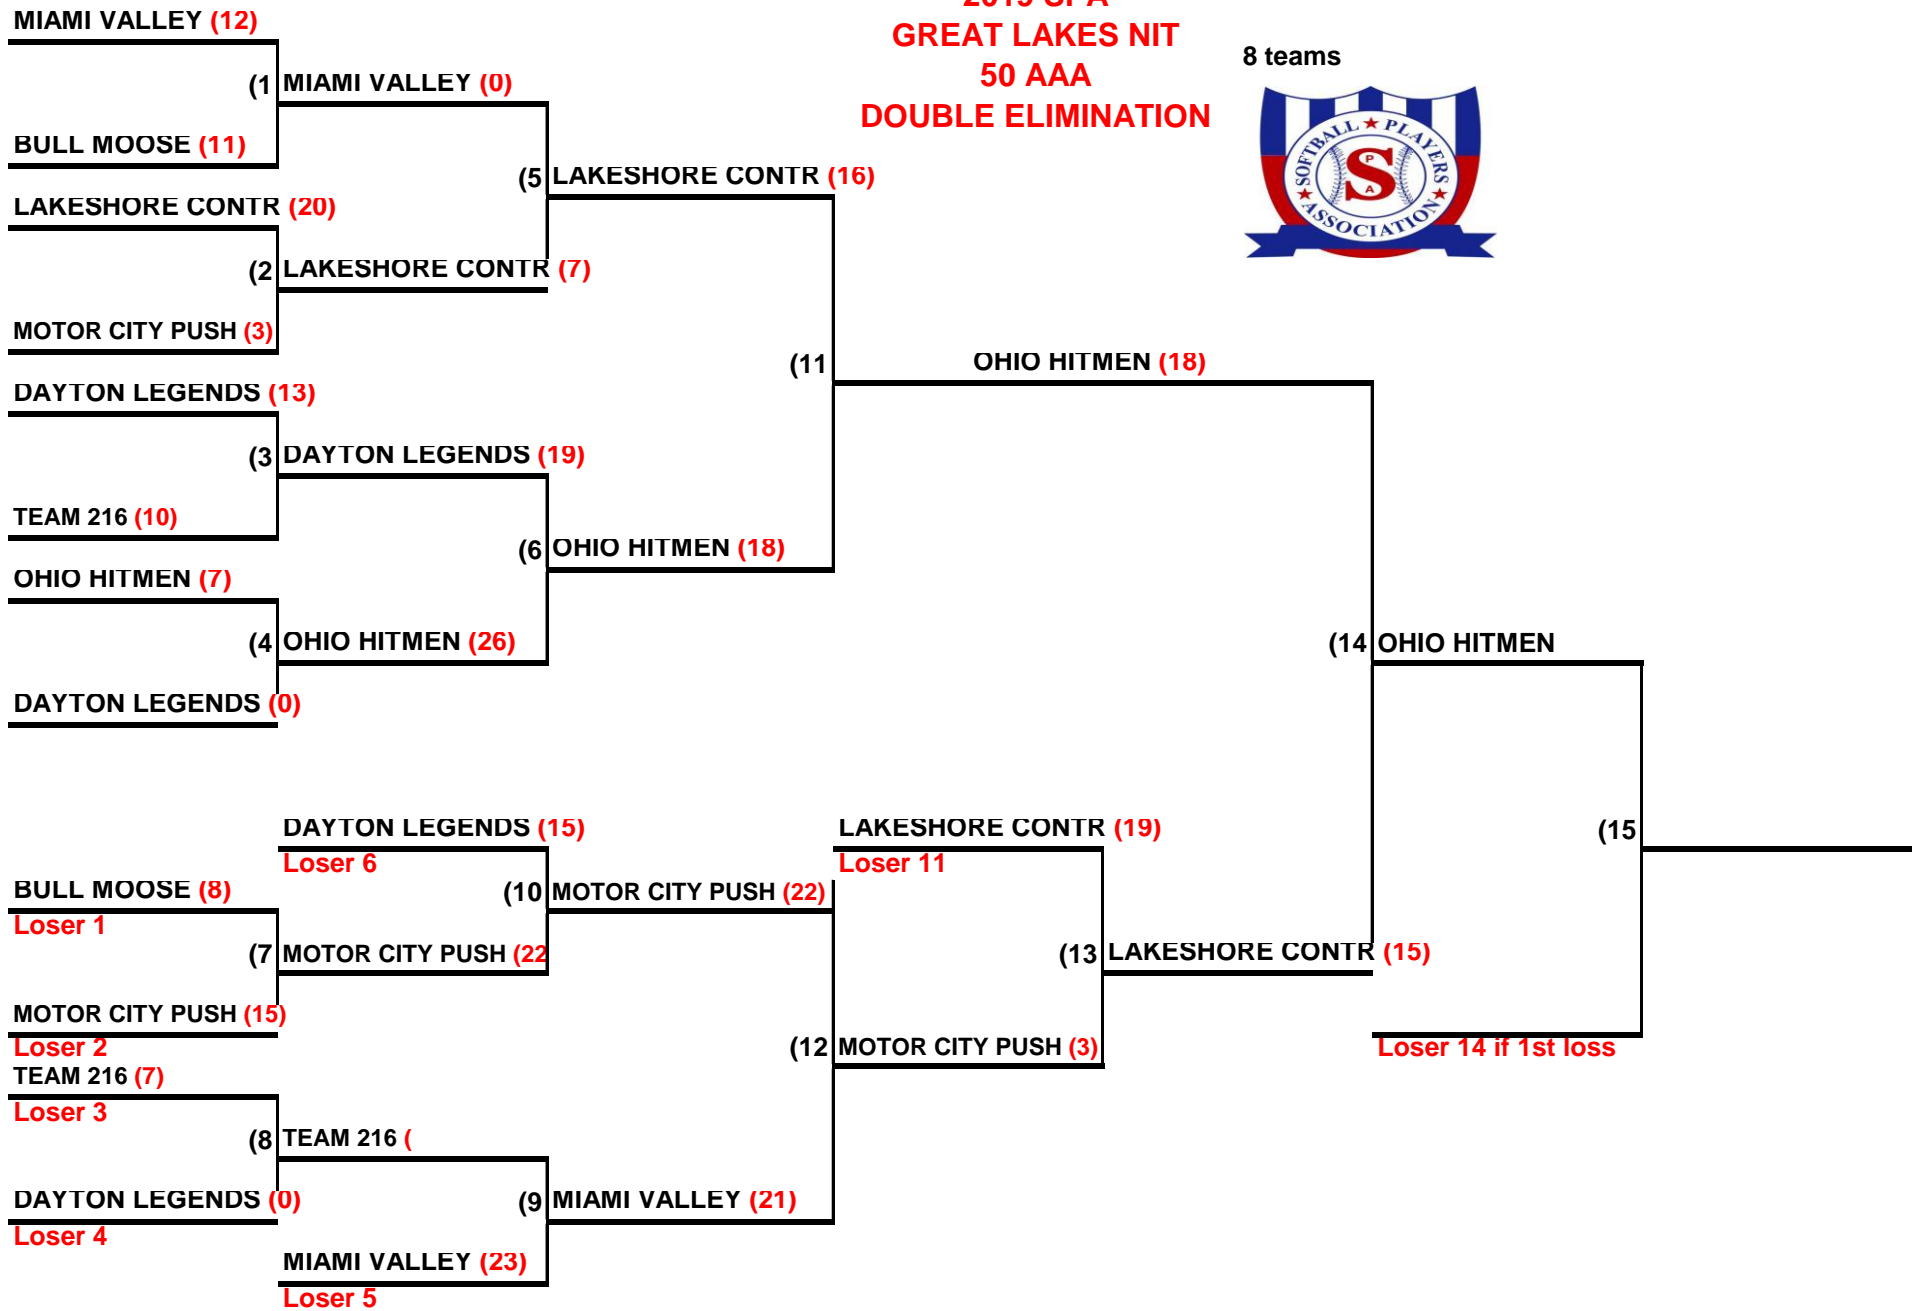 2019 SPA
GREAT LAKES NIT
50 AAA
DOUBLE ELIMINATION
8 teams
SOFTBALL ★ PLAYERS ★ ASSOCIATION ★
S
P
A
MIAMI VALLEY (12)
(1 MIAMI VALLEY (0)
BULL MOOSE (11)
(5 LAKESHORE CONTR (16)
LAKESHORE CONTR (20)
(2 LAKESHORE CONTR (7)
MOTOR CITY PUSH (3)
(11 OHIO HITMEN (18)
DAYTON LEGENDS (13)
(3 DAYTON LEGENDS (19)
TEAM 216 (10)
(6 OHIO HITMEN (18)
OHIO HITMEN (7)
(4 OHIO HITMEN (26)
(14 OHIO HITMEN
DAYTON LEGENDS (0)
DAYTON LEGENDS (15)
Loser 6
LAKESHORE CONTR (19)
Loser 11
(15
BULL MOOSE (8)
Loser 1
(10 MOTOR CITY PUSH (22)
(7 MOTOR CITY PUSH (22
(13 LAKESHORE CONTR (15)
MOTOR CITY PUSH (15)
Loser 2
(12 MOTOR CITY PUSH (3)
Loser 14 if 1st loss
TEAM 216 (7)
Loser 3
(8 TEAM 216 (
DAYTON LEGENDS (0)
Loser 4
(9 MIAMI VALLEY (21)
MIAMI VALLEY (23)
Loser 5